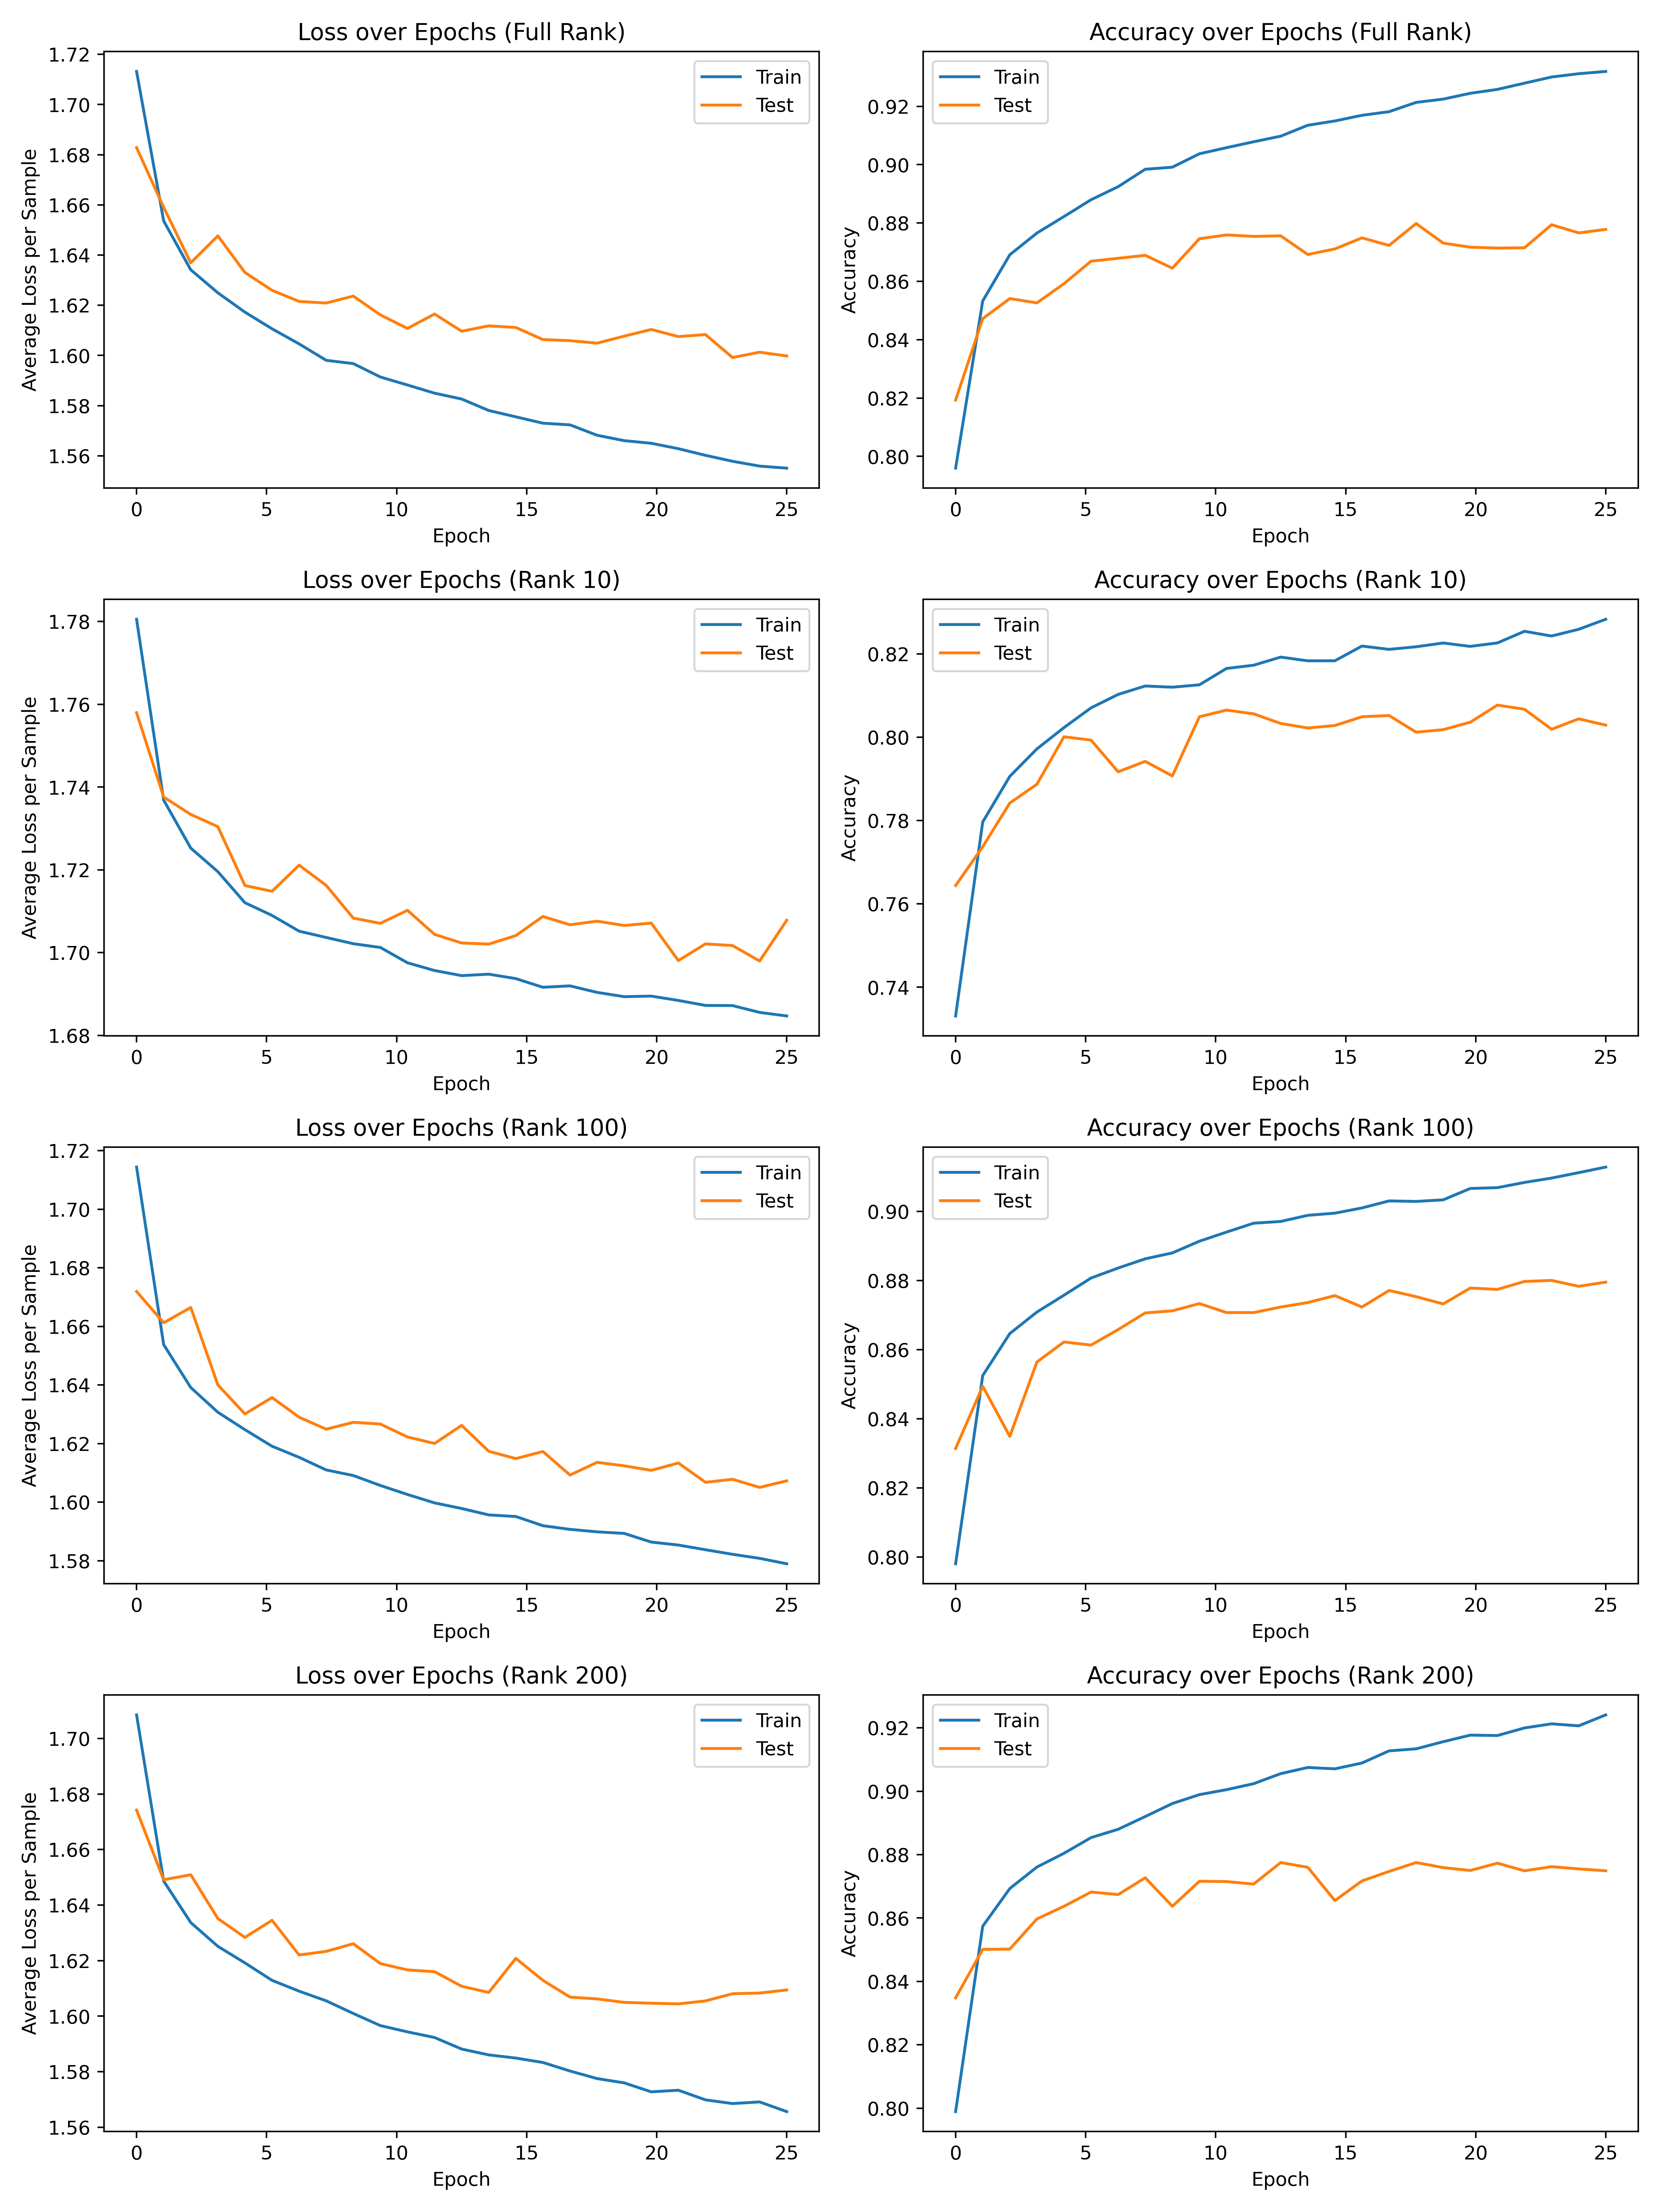 Loss over Epochs (Full Rank)
Average Loss per Sample
1.72
1.70
1.68
1.66
1.64
1.62
1.60
1.58
1.56
Train
Test
0 5 10 15 20 25
Epoch
Accuracy over Epochs (Full Rank)
Accuracy
0.92
0.90
0.88
0.86
0.84
0.82
0.80
Train
Test
0 5 10 15 20 25
Epoch
Loss over Epochs (Rank 10)
Average Loss per Sample
1.78
1.76
1.74
1.72
1.70
1.68
Train
Test
0 5 10 15 20 25
Epoch
Accuracy over Epochs (Rank 10)
Accuracy
0.82
0.80
0.78
0.76
0.74
Train
Test
0 5 10 15 20 25
Epoch
Loss over Epochs (Rank 100)
Average Loss per Sample
1.72
1.70
1.68
1.66
1.64
1.62
1.60
1.58
Train
Test
0 5 10 15 20 25
Epoch
Accuracy over Epochs (Rank 100)
Accuracy
0.90
0.88
0.86
0.84
0.82
0.80
Train
Test
0 5 10 15 20 25
Epoch
Loss over Epochs (Rank 200)
Average Loss per Sample
1.70
1.68
1.66
1.64
1.62
1.60
1.58
1.56
Train
Test
0 5 10 15 20 25
Epoch
Accuracy over Epochs (Rank 200)
Accuracy
0.92
0.90
0.88
0.86
0.84
0.82
0.80
Train
Test
0 5 10 15 20 25
Epoch